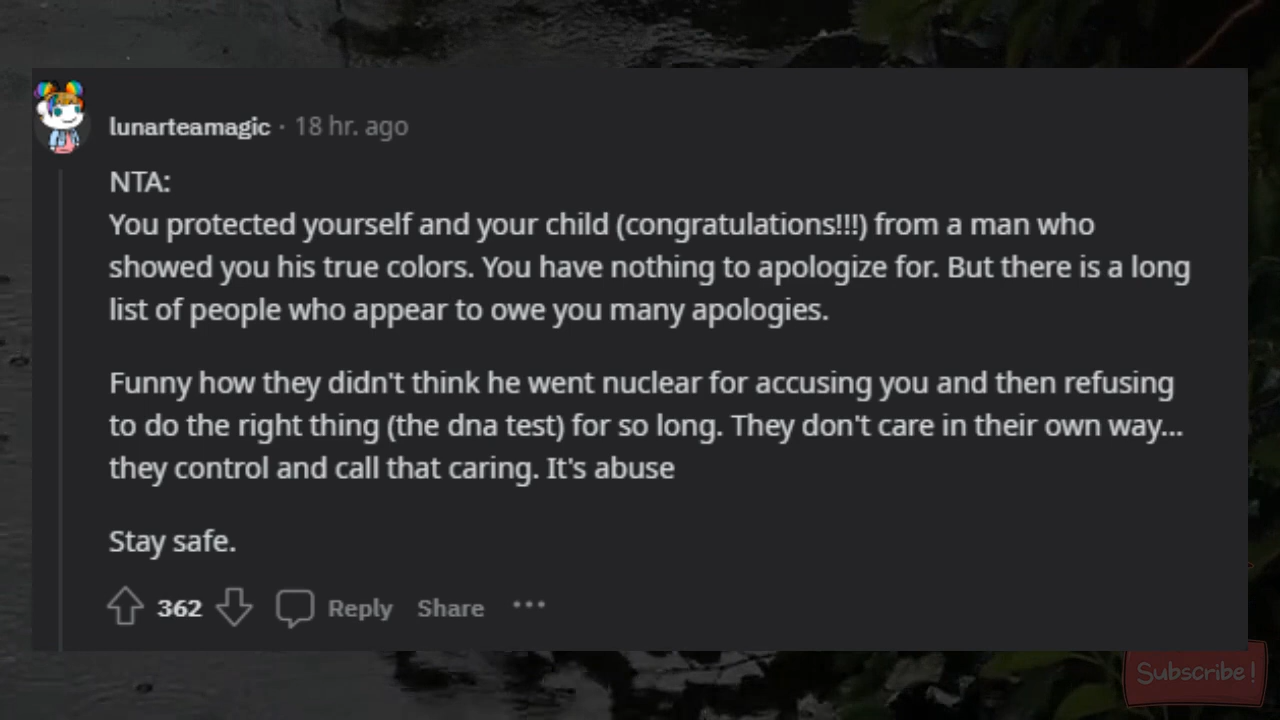 lunarteamagic · 18 hr. ago
NTA:
You protected yourself and your child (congratulations!!!) from a man who
showed you his true colors. You have nothing to apologize for. But there is a long
list of people who appear to owe you many apologies.
Funny how they didn't think he went nuclear for accusing you and then refusing
to do the right thing (the dna test) for so long. They don't care in their own way...
they control and call that caring. It's abuse
Stay safe.
362 Reply Share ...
Subscribe!